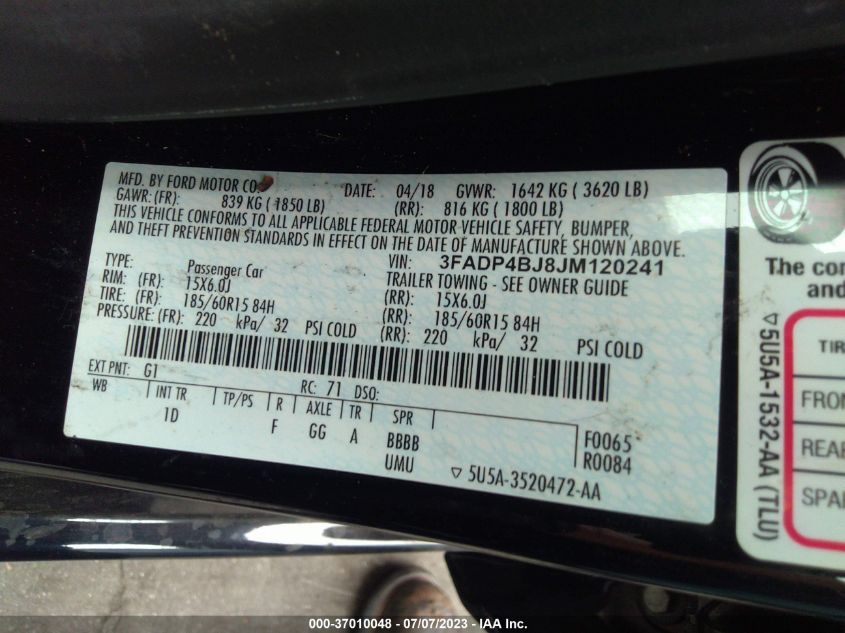 MFD. BY FORD MOTOR CO. DATE: 04/18 GVWR: 1642 KG ( 3620 LB)
GAWR: (FR): 839 KG ( 1850 LB) (RR): 816 KG ( 1800 LB)
THIS VEHICLE CONFORMS TO ALL APPLICABLE FEDERAL MOTOR VEHICLE SAFETY, BUMPER,
AND THEFT PREVENTION STANDARDS IN EFFECT ON THE DATE OF MANUFACTURE SHOWN ABOVE.
VIN: 3FADP4BJ8JM120241
TYPE: Passenger Car TRAILER TOWING - SEE OWNER GUIDE
RIM: (FR) 15X6.0J (RR): 15X6.0J
TIRE: (FR) 185/60R15 84H (RR): 185/60R15 84H
PRESSURE: (FR): 220 kPa/ 32 PSI COLD (RR): 220 kPa/ 32 PSI COLD
EXT PNT: G1 RC: 71 DSO:
WB INT TR TP/PS R AXLE TR SPR
1D F GG A BBBB F0065
UMU R0084
▽ 5U5A-3520472-AA
The
and
TIR
FRON
REAR
SPAR
▽5U5A-1532-AA (TLU)
000-37010048 - 07/07/2023 - IAA Inc.